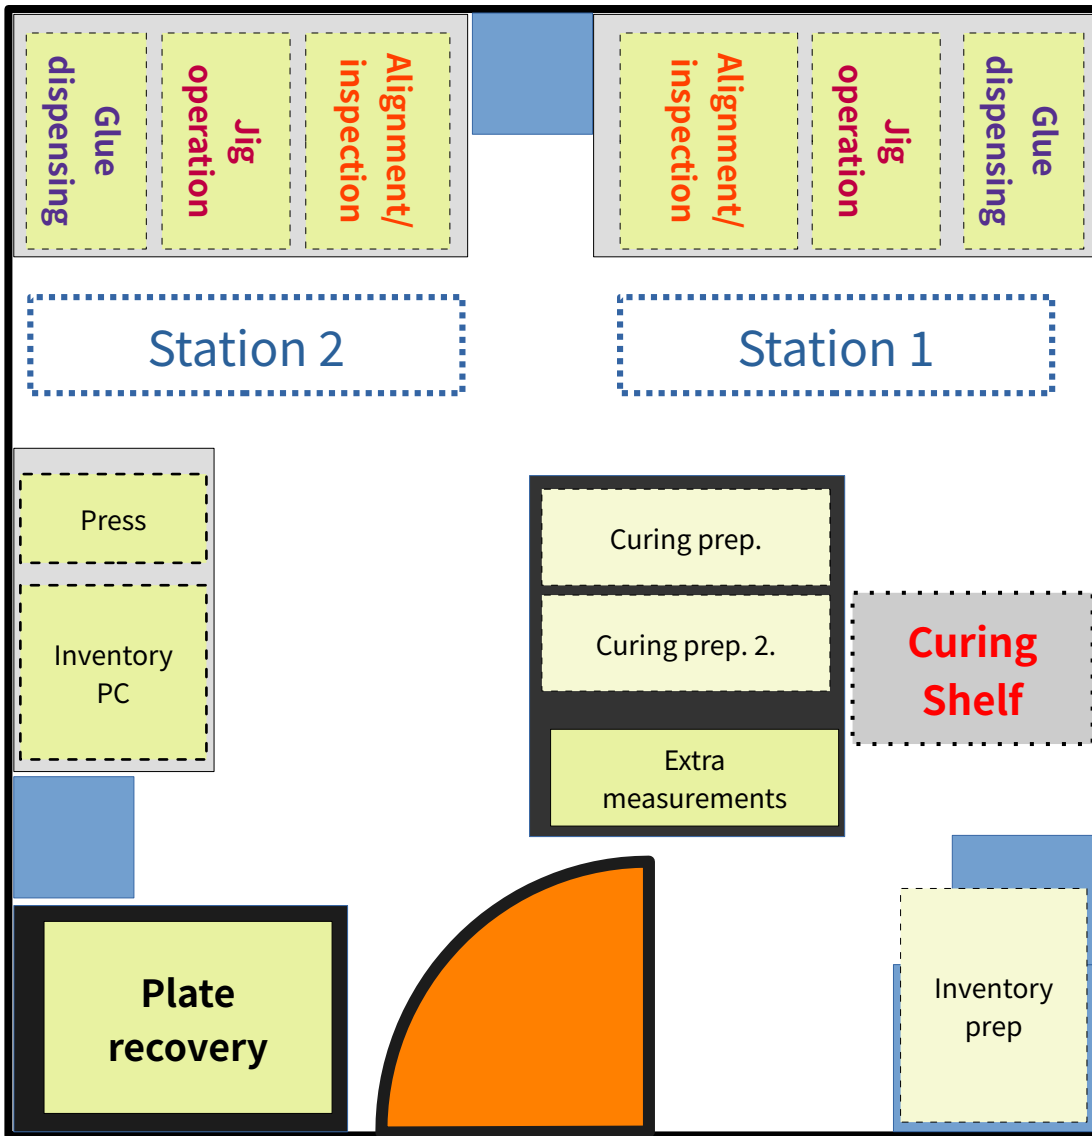 Glue
dispensing
Jig
operation
Alignment/
inspection
Alignment/
inspection
Jig
operation
Glue
dispensing
Station 2
Station 1
Press
Inventory
PC
Curing prep.
Curing prep. 2.
Extra
measurements
Curing
Shelf
Plate
recovery
Inventory
prep